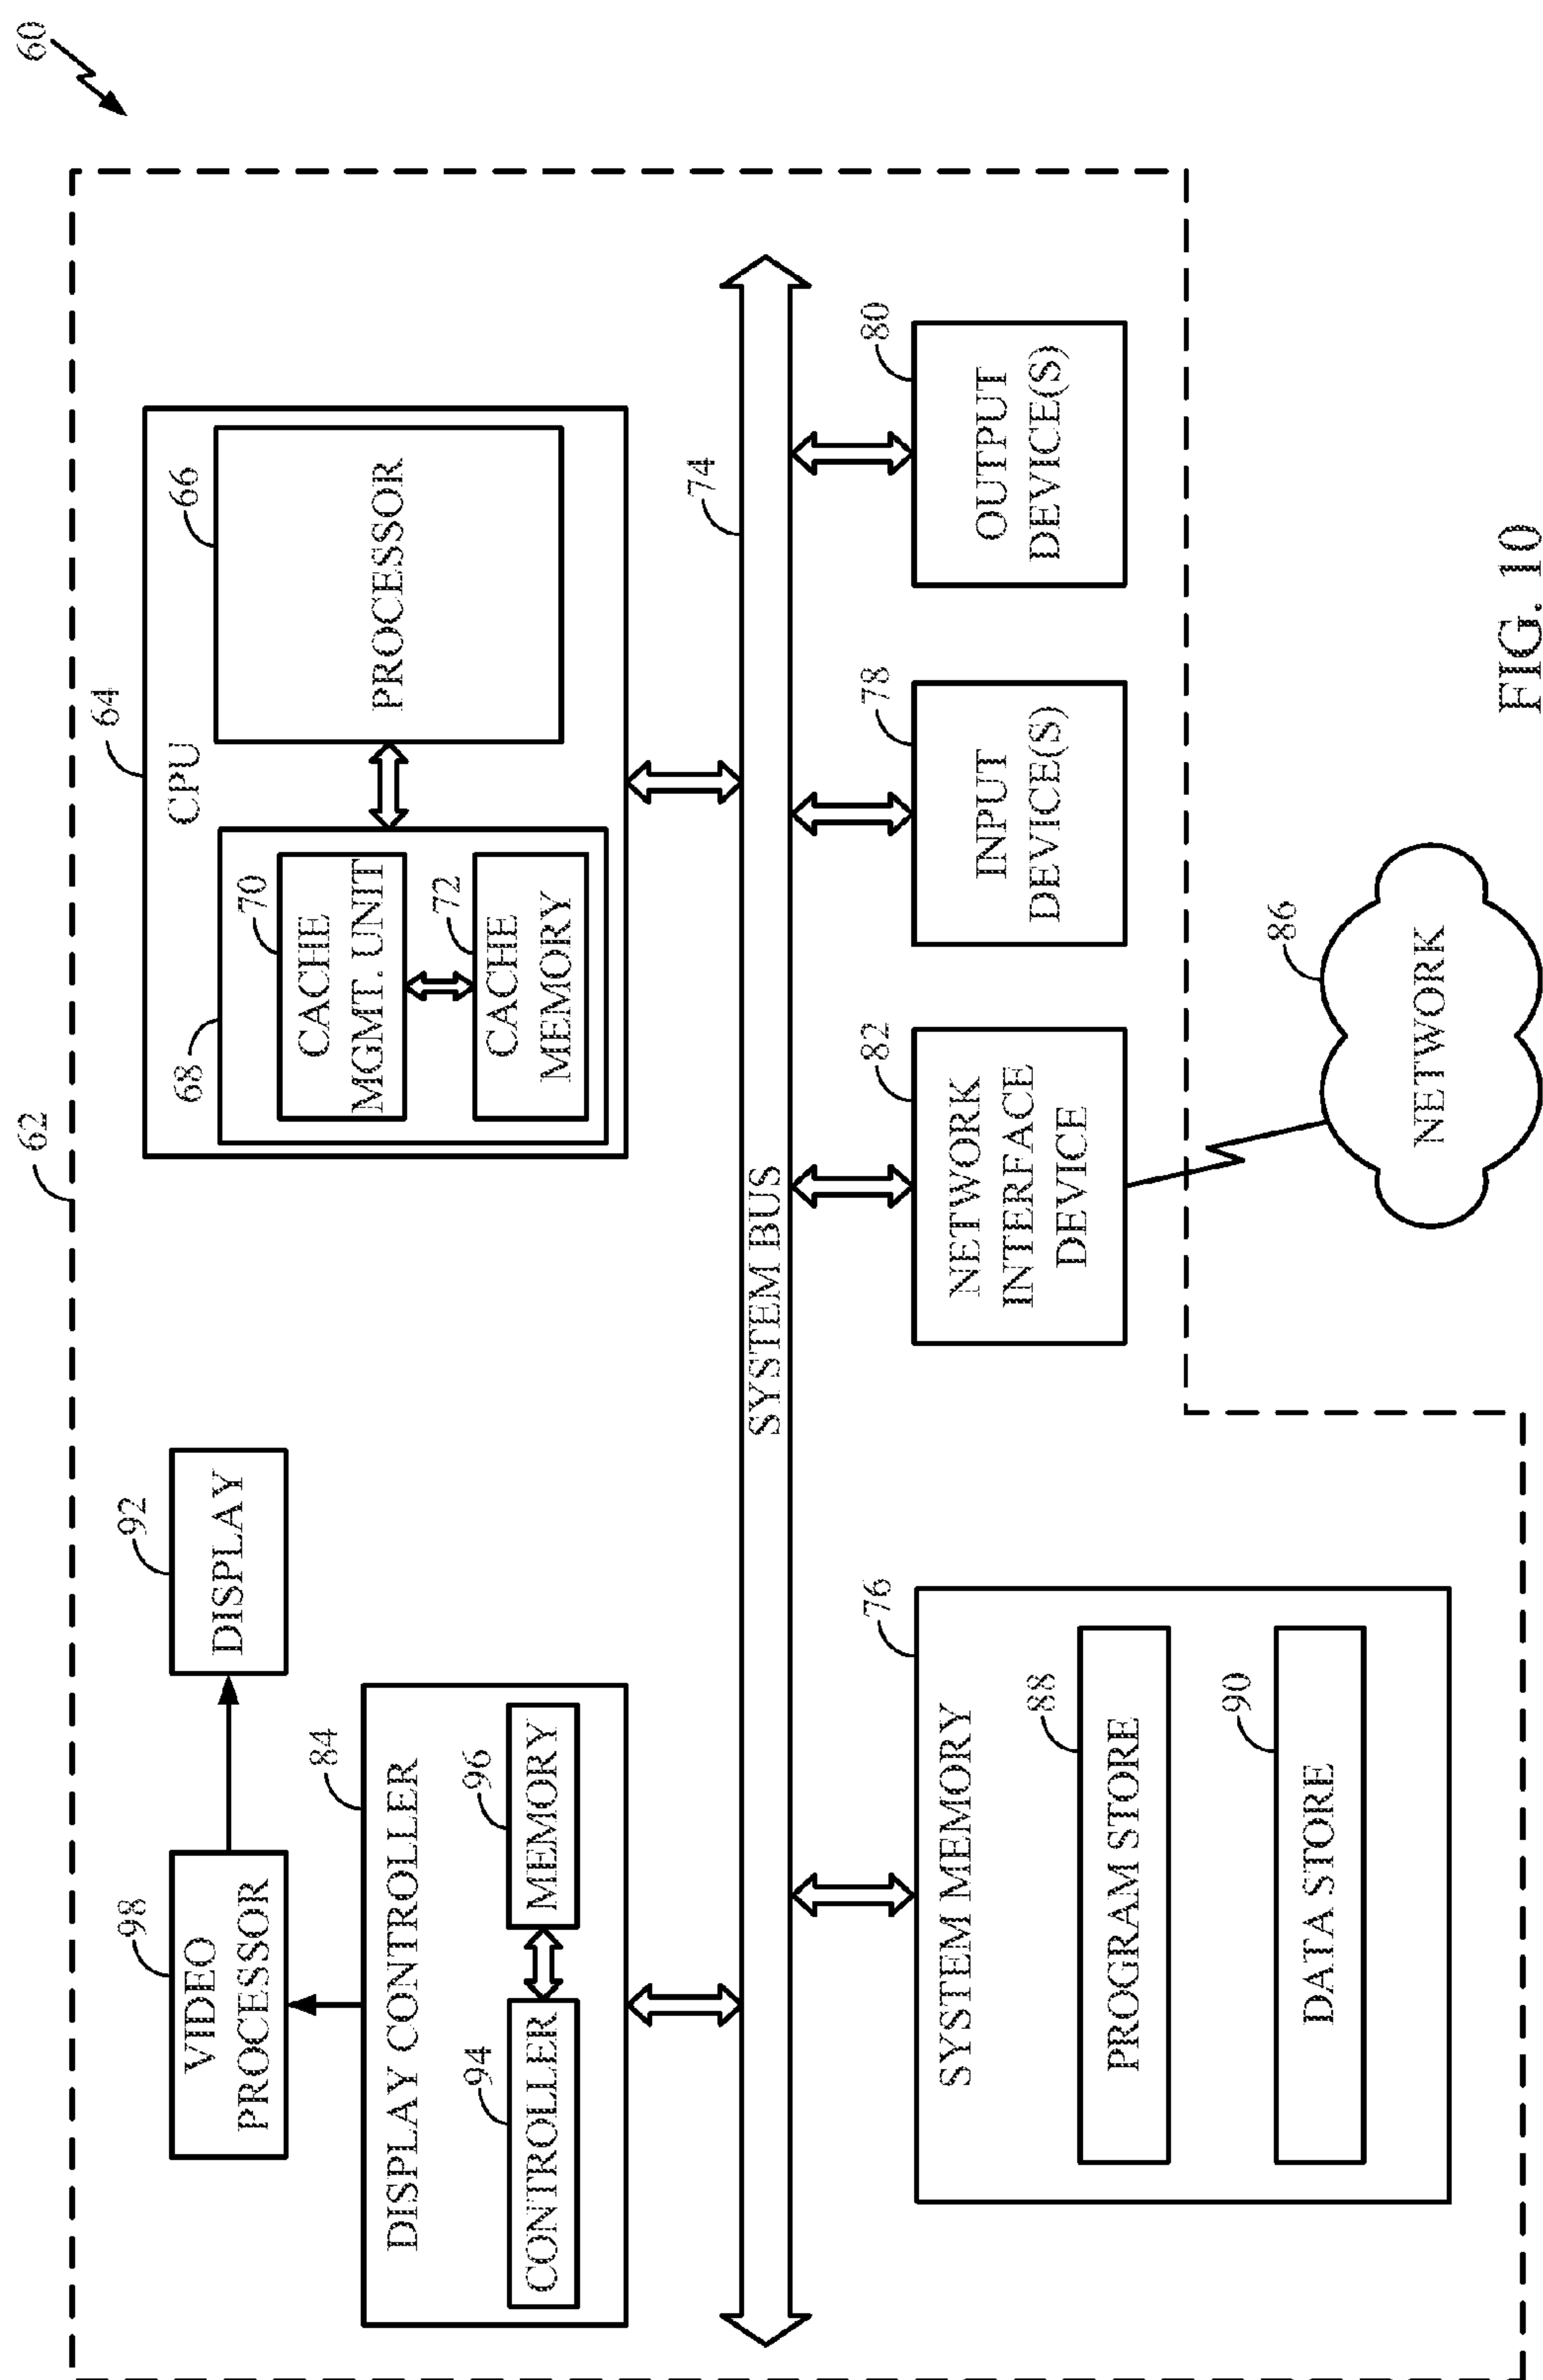 60
62
98
VIDEO
PROCESSOR
92
DISPLAY
64
CPU
84
DISPLAY CONTROLLER
94
CONTROLLER
96
MEMORY
68
70
CACHE
MGMT. UNIT
72
CACHE
MEMORY
66
PROCESSOR
74
SYSTEM BUS
76
SYSTEM MEMORY
88
PROGRAM STORE
90
DATA STORE
82
NETWORK
INTERFACE
DEVICE
78
INPUT
DEVICE(S)
80
OUTPUT
DEVICE(S)
86
NETWORK
FIG. 10